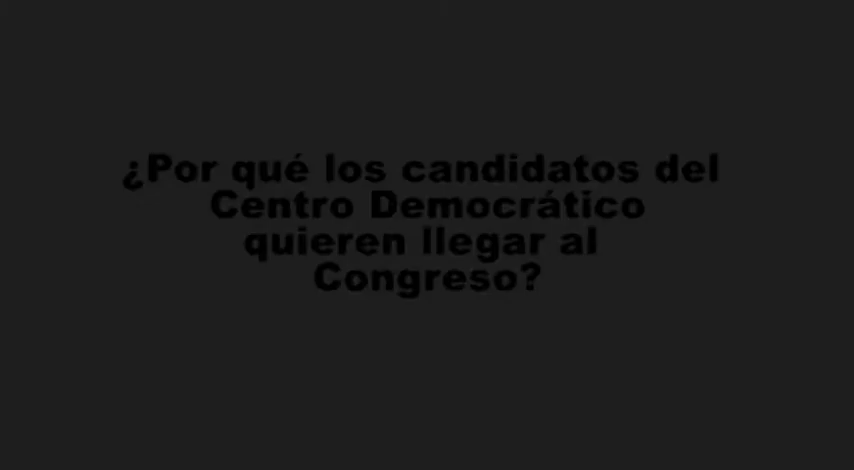 ¿Por qué los candidatos del
Centro Democrático
quieren llegar al
Congreso?